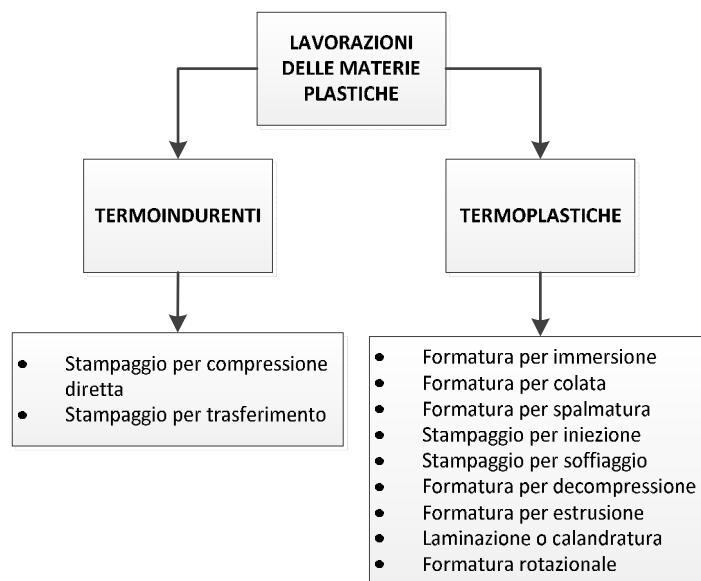 LAVORAZIONI
DELLE MATERIE
PLASTICHE
TERMOINDURENTI
TERMOPLASTICHE
• Stampaggio per compressione
diretta
• Stampaggio per trasferimento
• Formatura per immersione
• Formatura per colata
• Formatura per spalmatura
• Stampaggio per iniezione
• Stampaggio per soffiaggio
• Formatura per decompressione
• Formatura per estrusione
• Laminazione o calandratura
• Formatura rotazionale